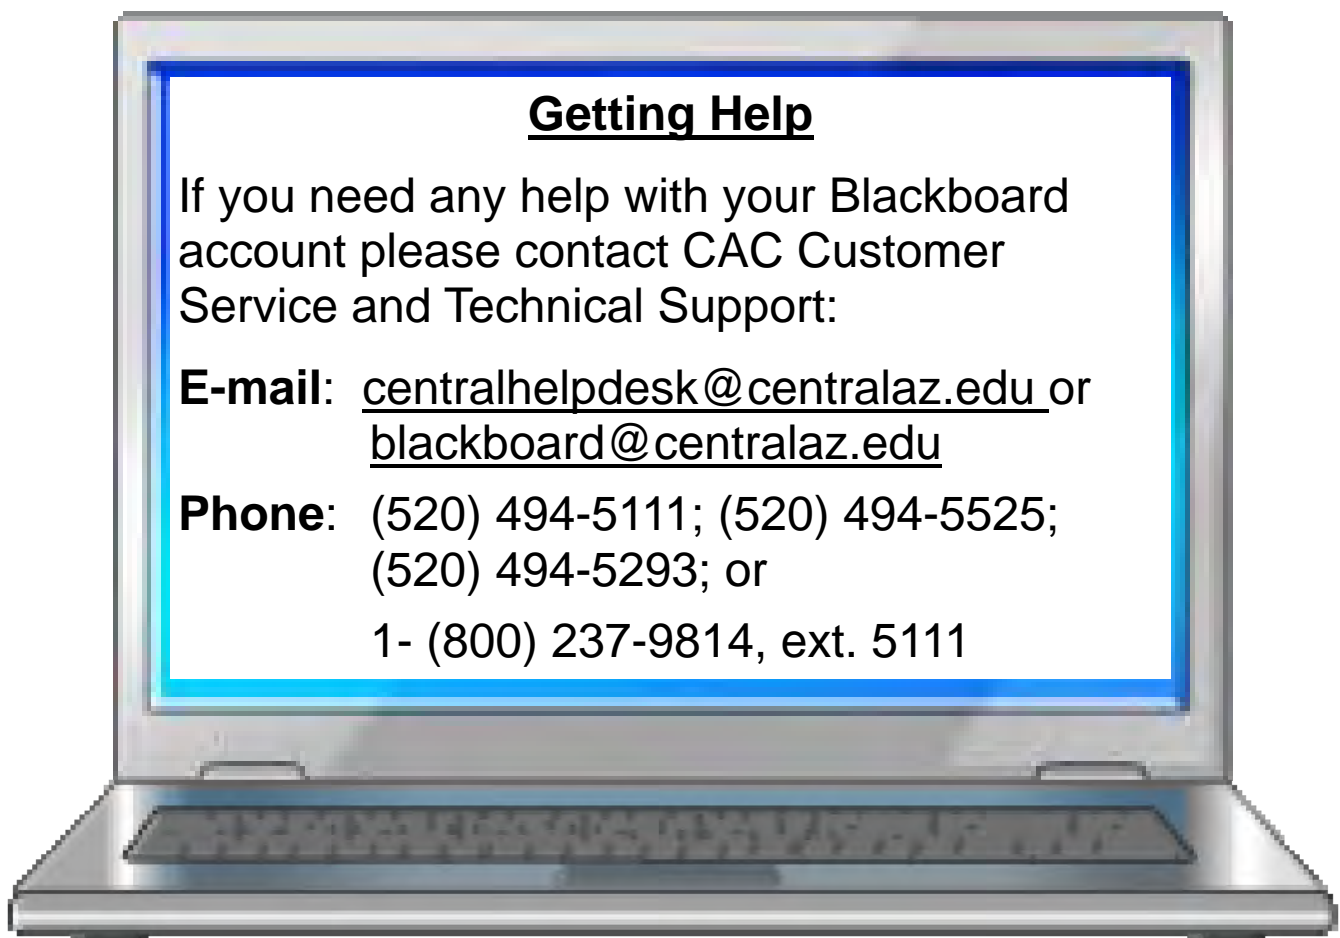 Getting Help
If you need any help with your Blackboard
account please contact CAC Customer
Service and Technical Support:
E-mail: centralhelpdesk@centralaz.edu or
blackboard@centralaz.edu
Phone: (520) 494-5111; (520) 494-5525;
(520) 494-5293; or
1- (800) 237-9814, ext. 5111